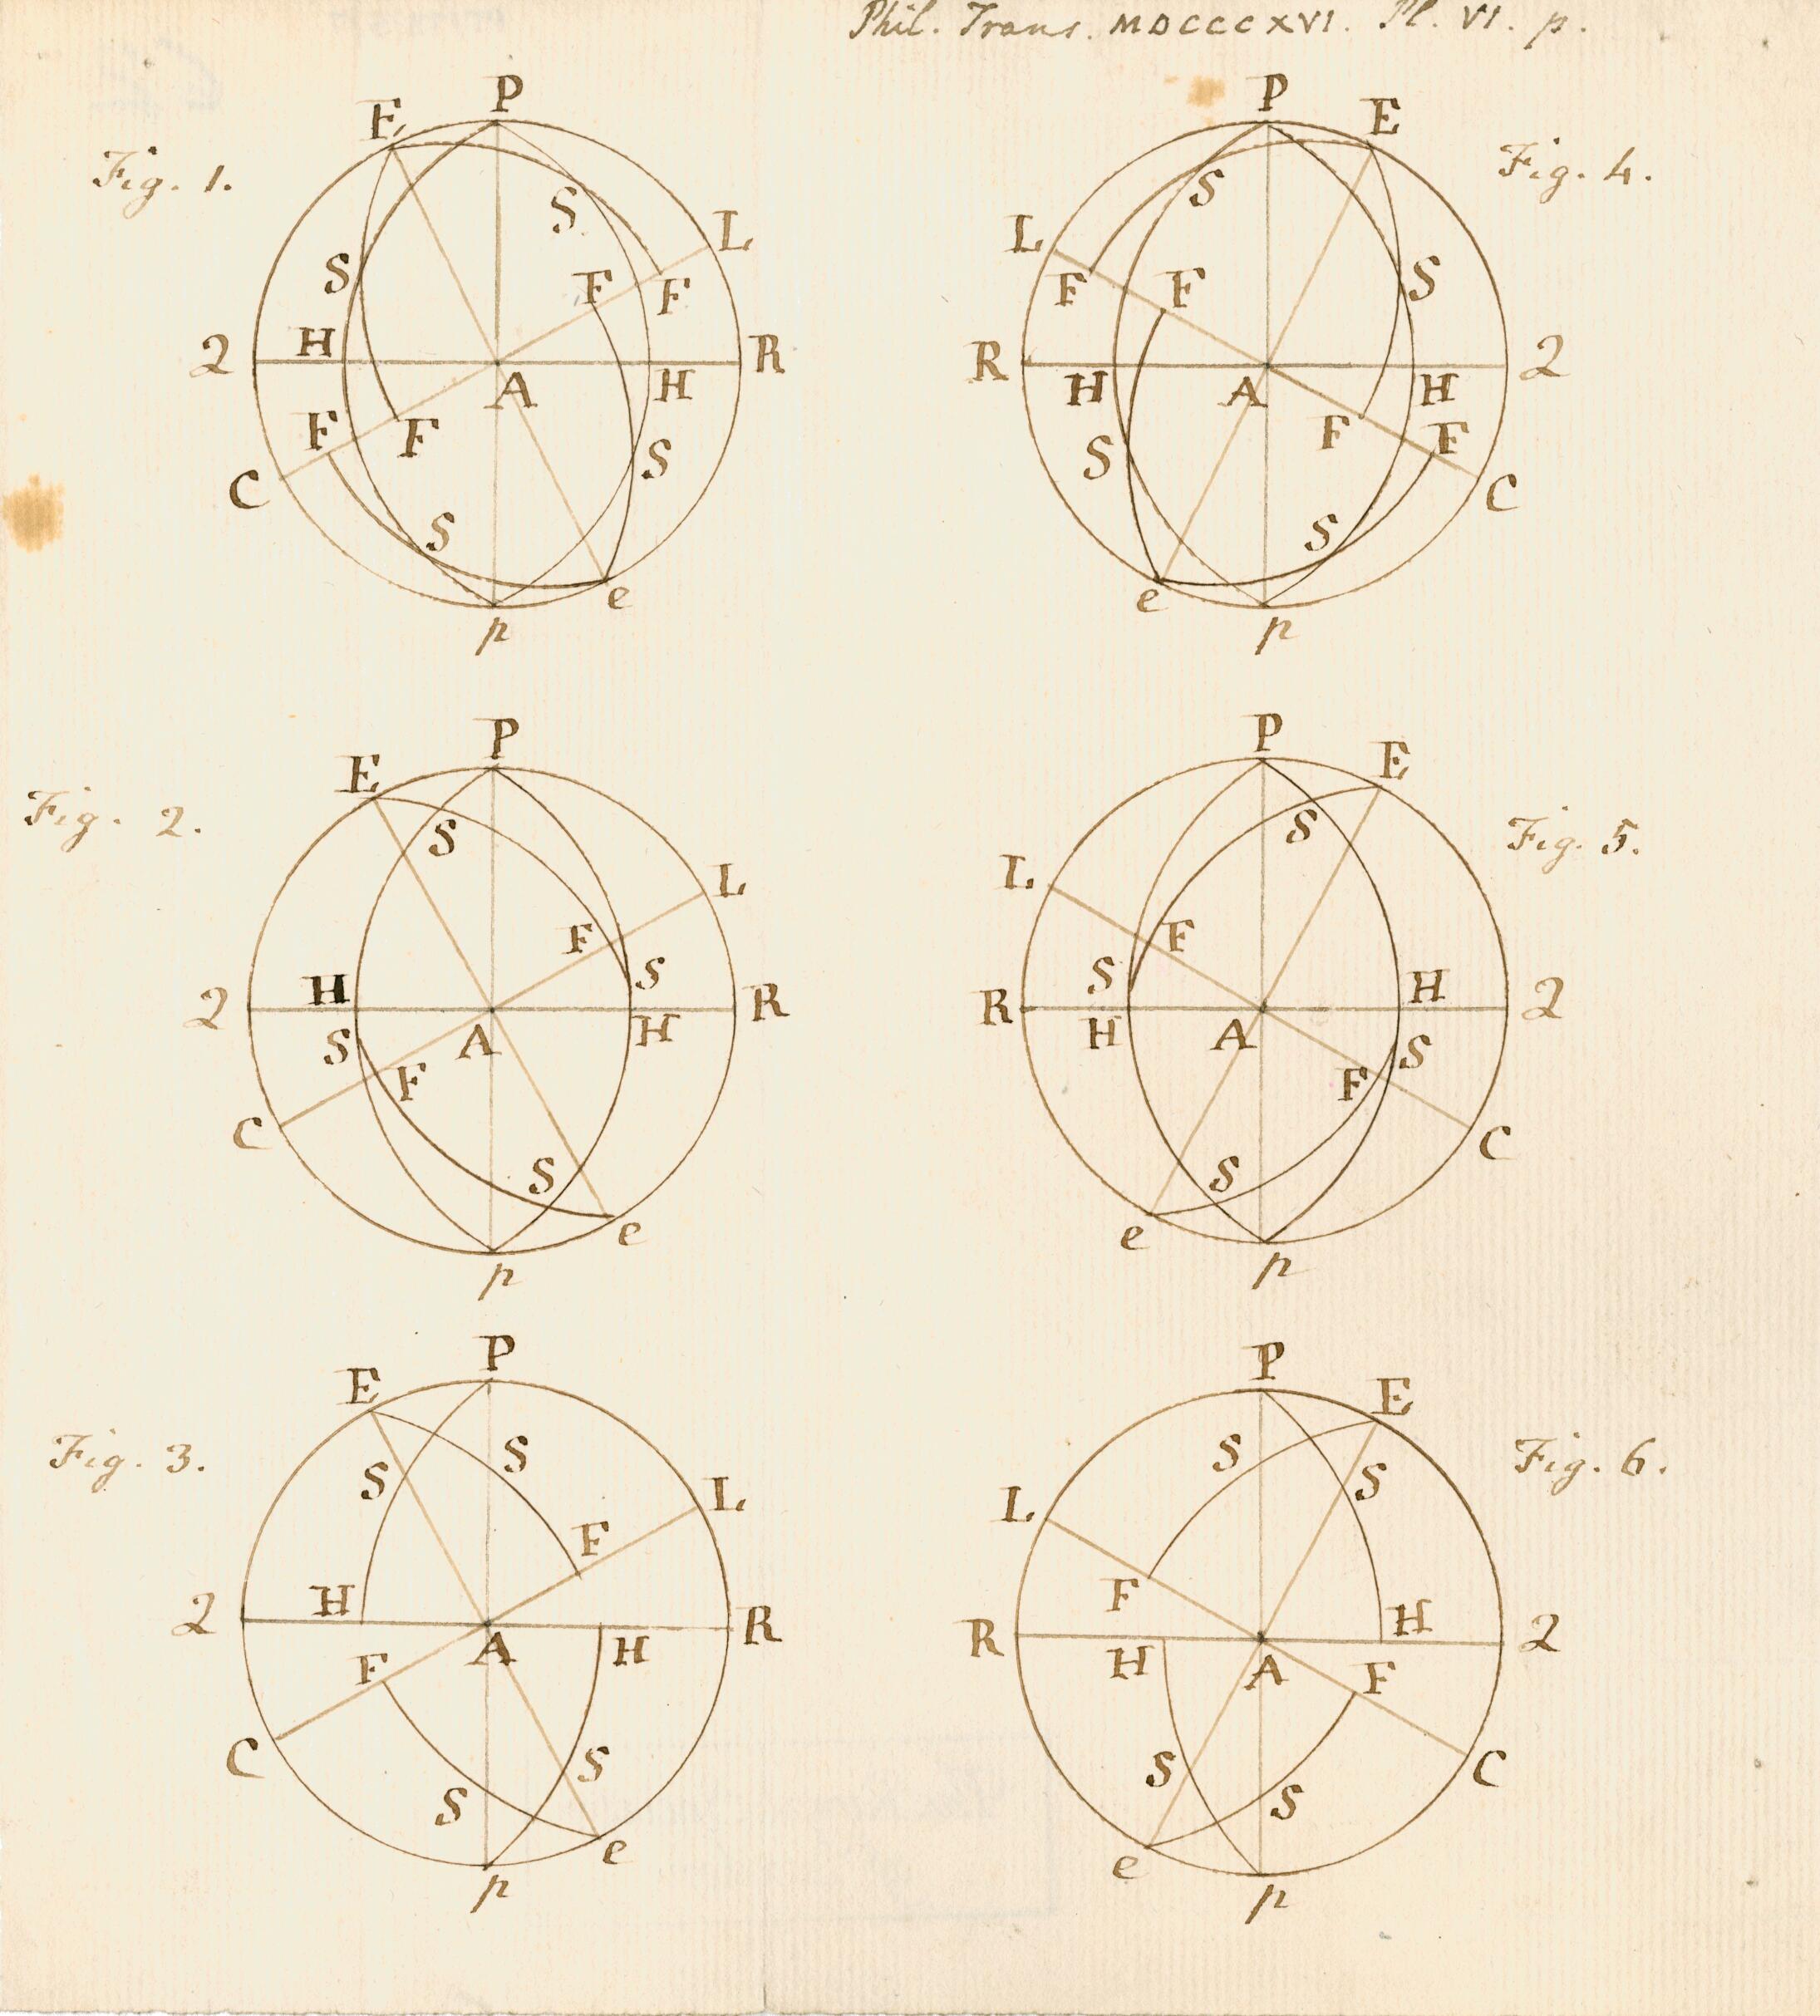 Phil. Trans. MDCCCXVI. Pl. VI. p.
Fig. 1.
E P
S L
S F F
2 H A H R
F F S
C S
e
p
Fig. 4.
P E
S
L F F S
R H A H 2
S F F
S C
e p
Fig. 2.
E P
S L
F S
2 H A H R
S F
C S
e
p
Fig. 5.
P E
S
L F
S H
R H A 2
F S
S C
e p
Fig. 3.
E P
S S L
F
2 H A H R
F
C S S
e
p
Fig. 6.
P E
S S
L
F H
R H A F 2
S S C
e p